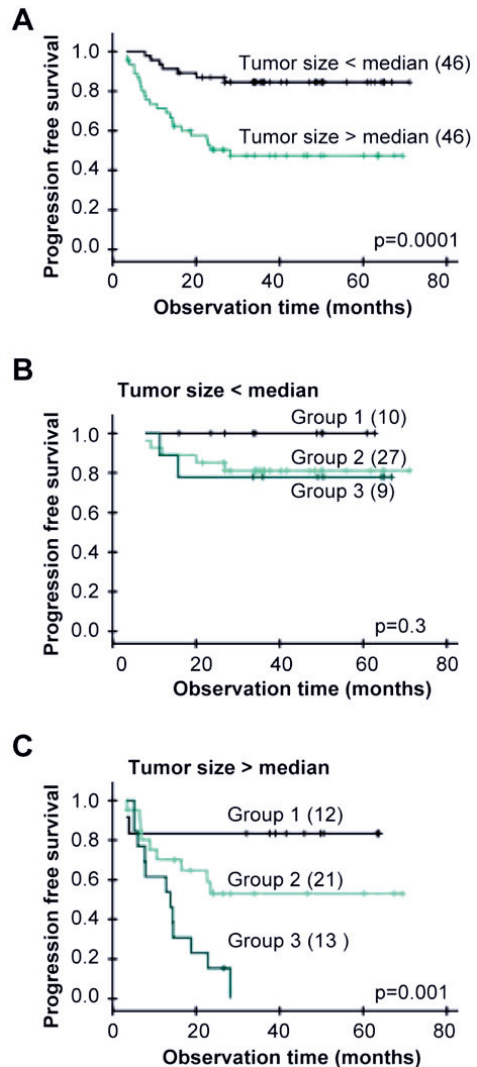 A
Progression free survival
1.0
0.8
0.6
0.4
0.2
0.0
Tumor size < median (46)
Tumor size > median (46)
p=0.0001
0 20 40 60 80
Observation time (months)
B
Tumor size < median
Progression free survival
1.0
0.8
0.6
0.4
0.2
0.0
Group 1 (10)
Group 2 (27)
Group 3 (9)
p=0.3
0 20 40 60 80
Observation time (months)
C
Tumor size > median
Progression free survival
1.0
0.8
0.6
0.4
0.2
0.0
Group 1 (12)
Group 2 (21)
Group 3 (13 )
p=0.001
0 20 40 60 80
Observation time (months)